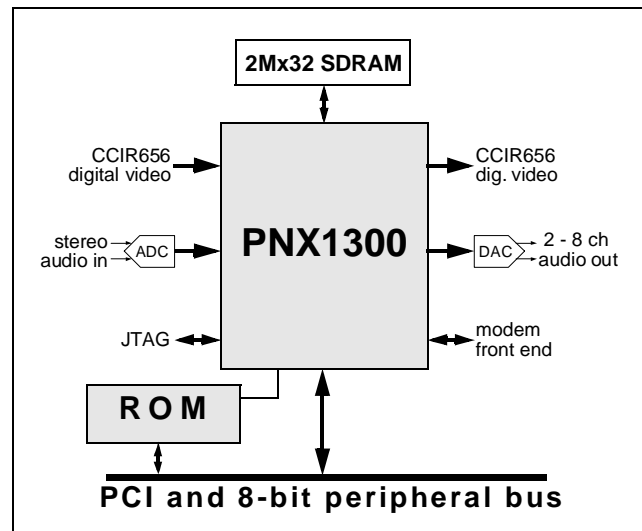 2Mx32 SDRAM
CCIR656
digital video
CCIR656
dig. video
PNX1300
stereo
audio in
ADC
DAC
2 - 8 ch
audio out
JTAG
modem
front end
ROM
PCI and 8-bit peripheral bus